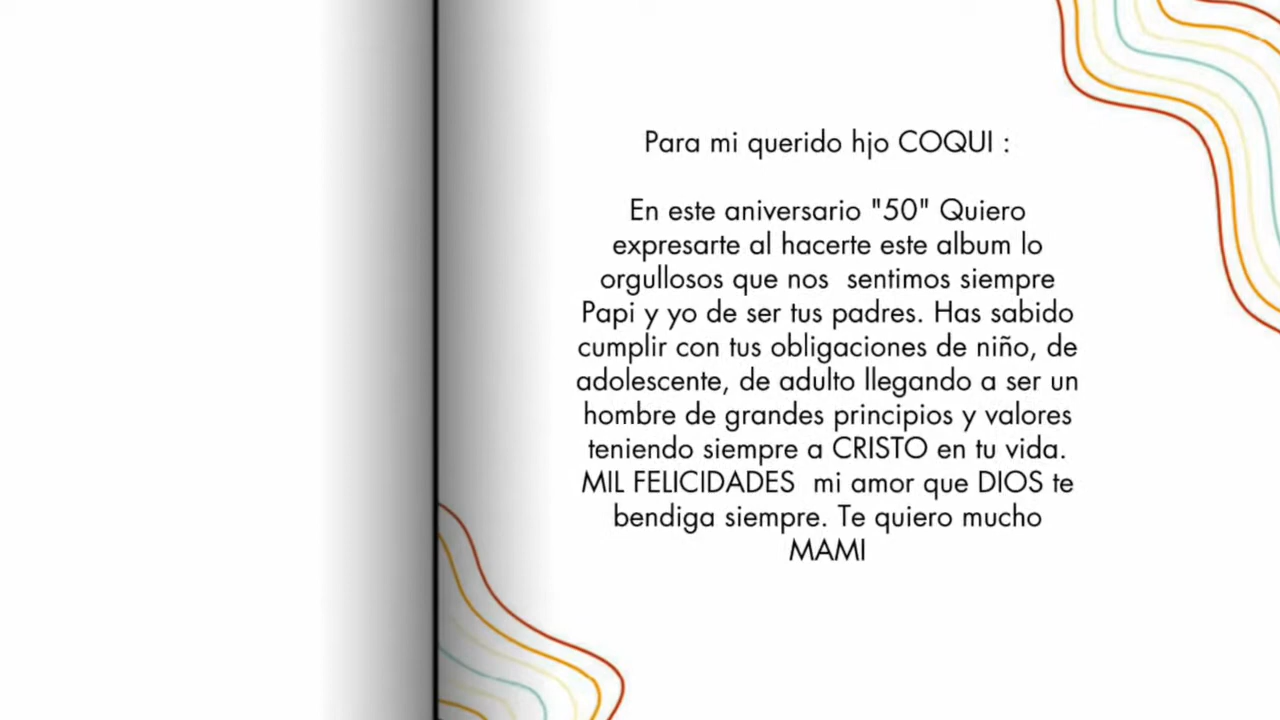 Para mi querido hjo COQUI :
En este aniversario "50" Quiero
expresarte al hacerte este album lo
orgullosos que nos  sentimos siempre
Papi y yo de ser tus padres. Has sabido
cumplir con tus obligaciones de niño, de
adolescente, de adulto llegando a ser un
hombre de grandes principios y valores
teniendo siempre a CRISTO en tu vida.
MIL FELICIDADES  mi amor que DIOS te
bendiga siempre. Te quiero mucho
MAMI